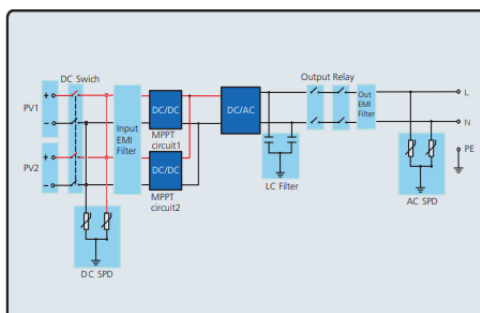 DC Swich
PV1
+
−
PV2
+
−
Input
EMI
Filter
DC/DC
MPPT
circuit1
DC/DC
MPPT
circuit2
DC/AC
LC Filter
Output Relay
Out
EMI
Filter
L
N
PE
AC SPD
DC SPD